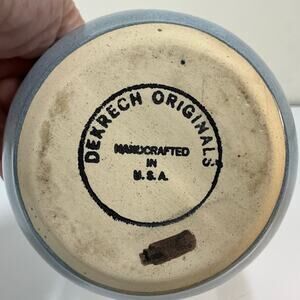 DEKRECH ORIGINALS
HANDCRAFTED
IN
U.S.A.